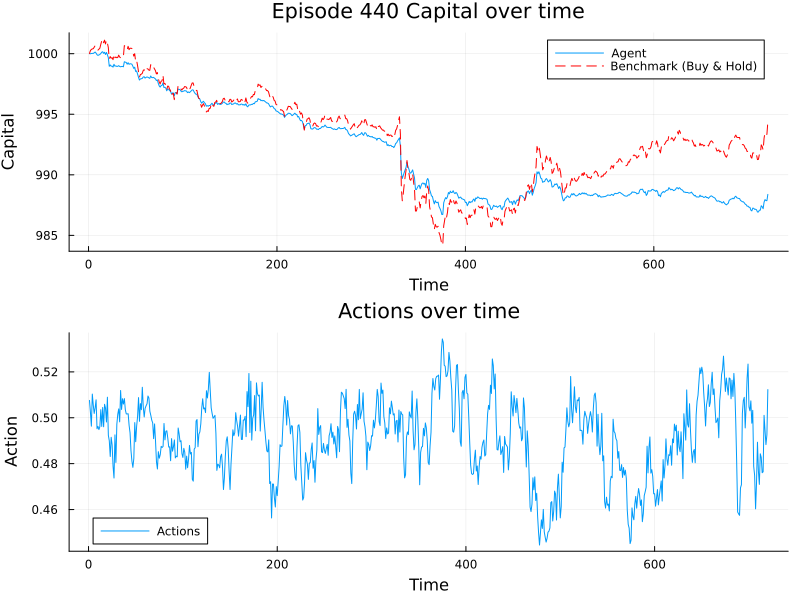 Episode 440 Capital over time
1000
995
990
985
Capital
Agent
Benchmark (Buy & Hold)
0 200 400 600
Time
Actions over time
0.52
0.50
0.48
0.46
Action
Actions
0 200 400 600
Time